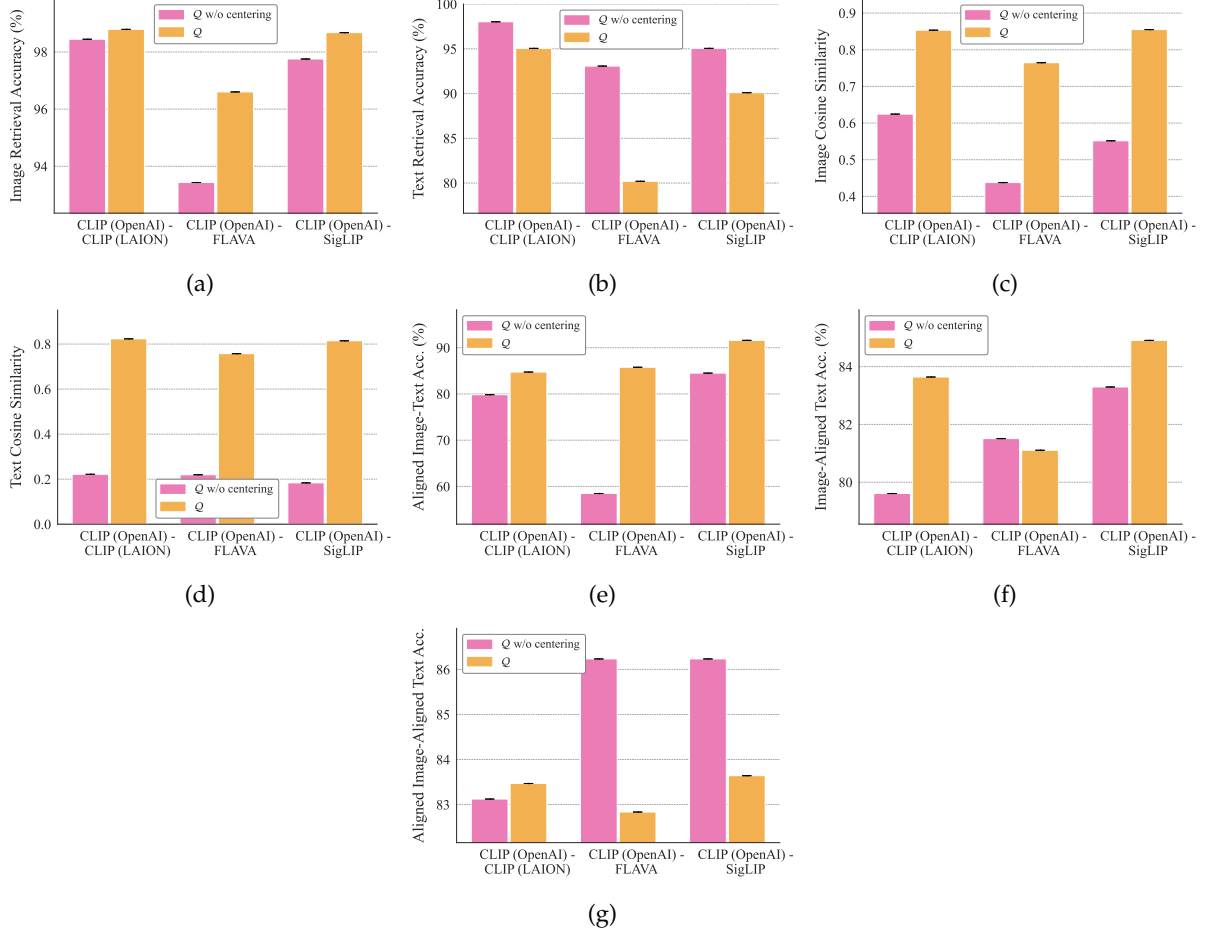 Image Retrieval Accuracy (%)
98
96
94
Q w/o centering
Q
CLIP (OpenAI) -
CLIP (LAION)
CLIP (OpenAI) -
FLAVA
CLIP (OpenAI) -
SigLIP
(a)
Text Retrieval Accuracy (%)
100
95
90
85
80
Q w/o centering
Q
CLIP (OpenAI) -
CLIP (LAION)
CLIP (OpenAI) -
FLAVA
CLIP (OpenAI) -
SigLIP
(b)
Image Cosine Similarity
0.9
0.8
0.7
0.6
0.5
0.4
Q w/o centering
Q
CLIP (OpenAI) -
CLIP (LAION)
CLIP (OpenAI) -
FLAVA
CLIP (OpenAI) -
SigLIP
(c)
Text Cosine Similarity
0.8
0.6
0.4
0.2
0.0
Q w/o centering
Q
CLIP (OpenAI) -
CLIP (LAION)
CLIP (OpenAI) -
FLAVA
CLIP (OpenAI) -
SigLIP
(d)
Aligned Image-Text Acc. (%)
90
80
70
60
Q w/o centering
Q
CLIP (OpenAI) -
CLIP (LAION)
CLIP (OpenAI) -
FLAVA
CLIP (OpenAI) -
SigLIP
(e)
Image-Aligned Text Acc. (%)
84
82
80
Q w/o centering
Q
CLIP (OpenAI) -
CLIP (LAION)
CLIP (OpenAI) -
FLAVA
CLIP (OpenAI) -
SigLIP
(f)
Aligned Image-Aligned Text Acc.
86
85
84
83
Q w/o centering
Q
CLIP (OpenAI) -
CLIP (LAION)
CLIP (OpenAI) -
FLAVA
CLIP (OpenAI) -
SigLIP
(g)